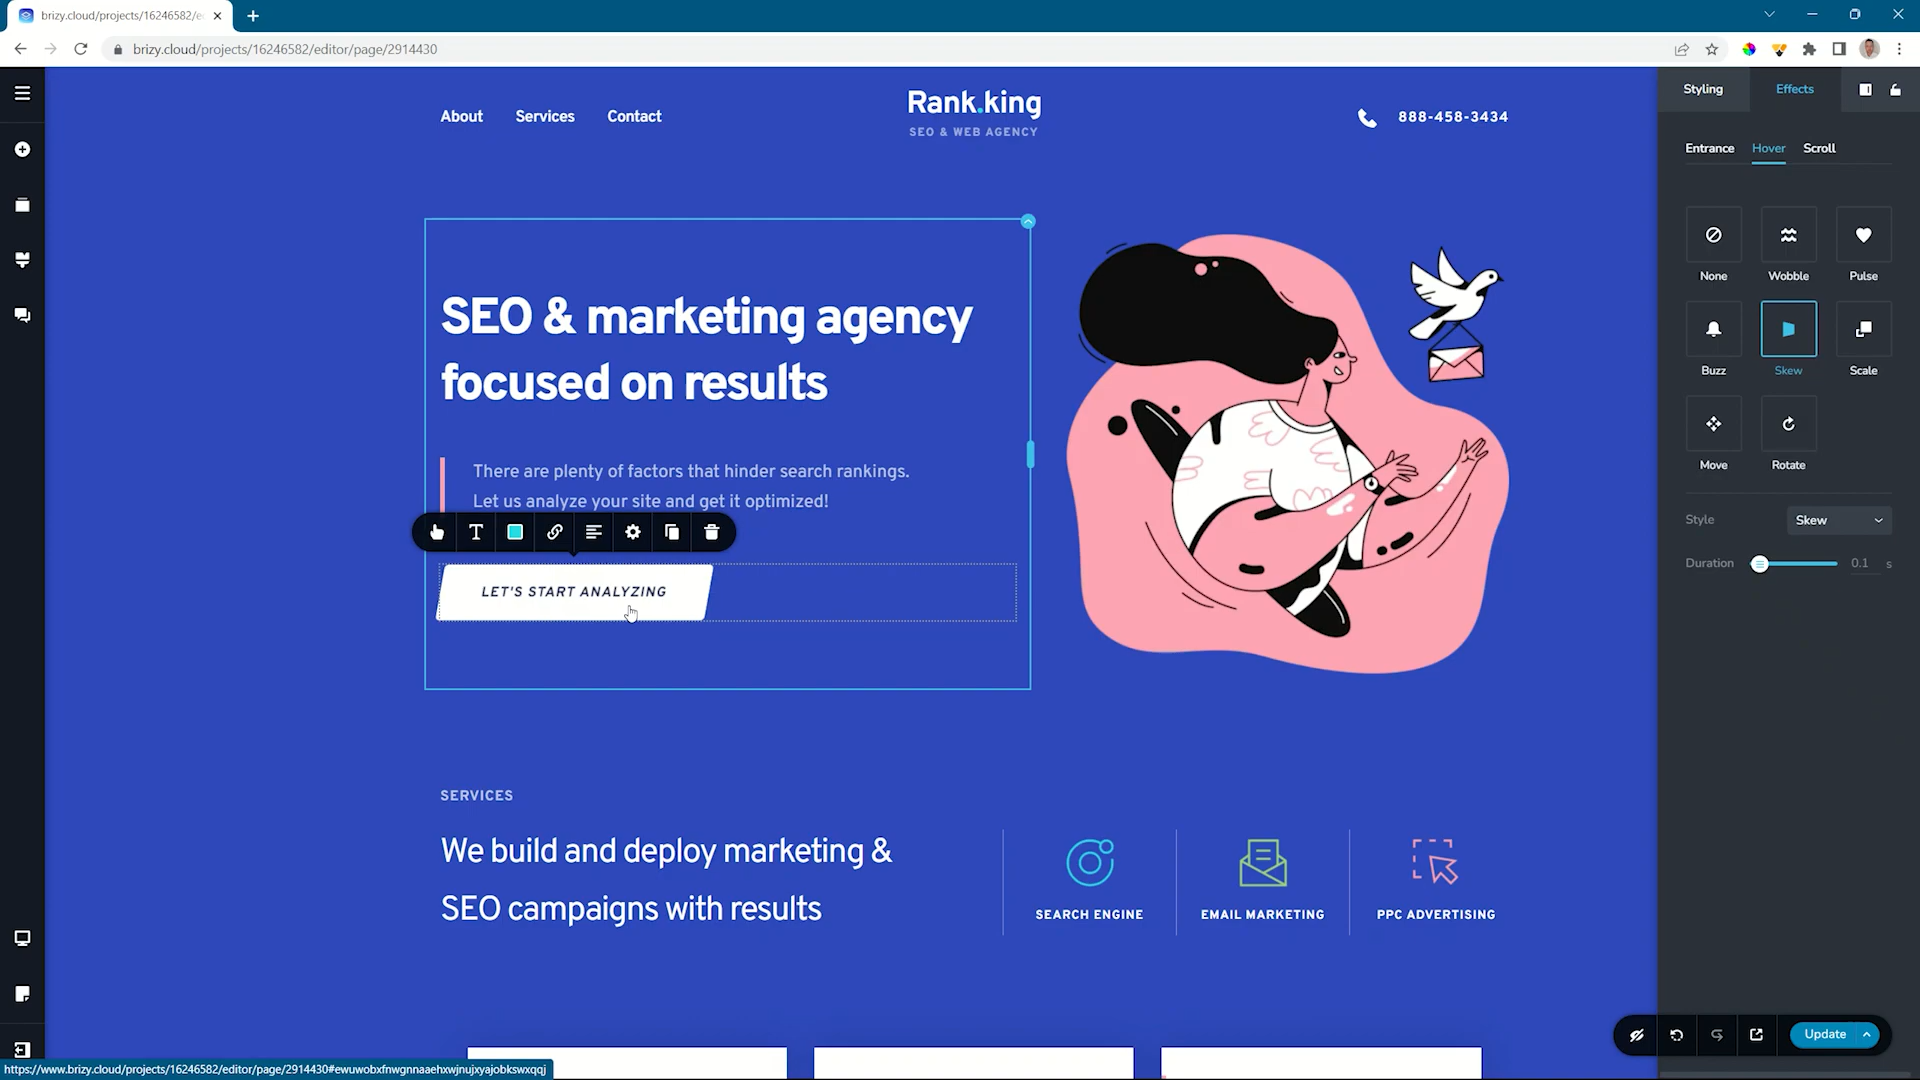 brizy.cloud/projects/16246582/e
brizy.cloud/projects/16246582/editor/page/2914430
Styling
Effects
About
Services
Contact
Rank.king
SEO & WEB AGENCY
888-458-3434
Entrance
Hover
Scroll
None
Wobble
Pulse
Buzz
Skew
Scale
Move
Rotate
Style
Skew
Duration
0.1
s
SEO & marketing agency
focused on results
There are plenty of factors that hinder search rankings.
Let us analyze your site and get it optimized!
T
LET'S START ANALYZING
SERVICES
We build and deploy marketing &
SEO campaigns with results
SEARCH ENGINE
EMAIL MARKETING
PPC ADVERTISING
Update
https://www.brizy.cloud/projects/16246582/editor/page/2914430#ewuwobxfnwgnnaaehxwjnujxyajobkswxqqj